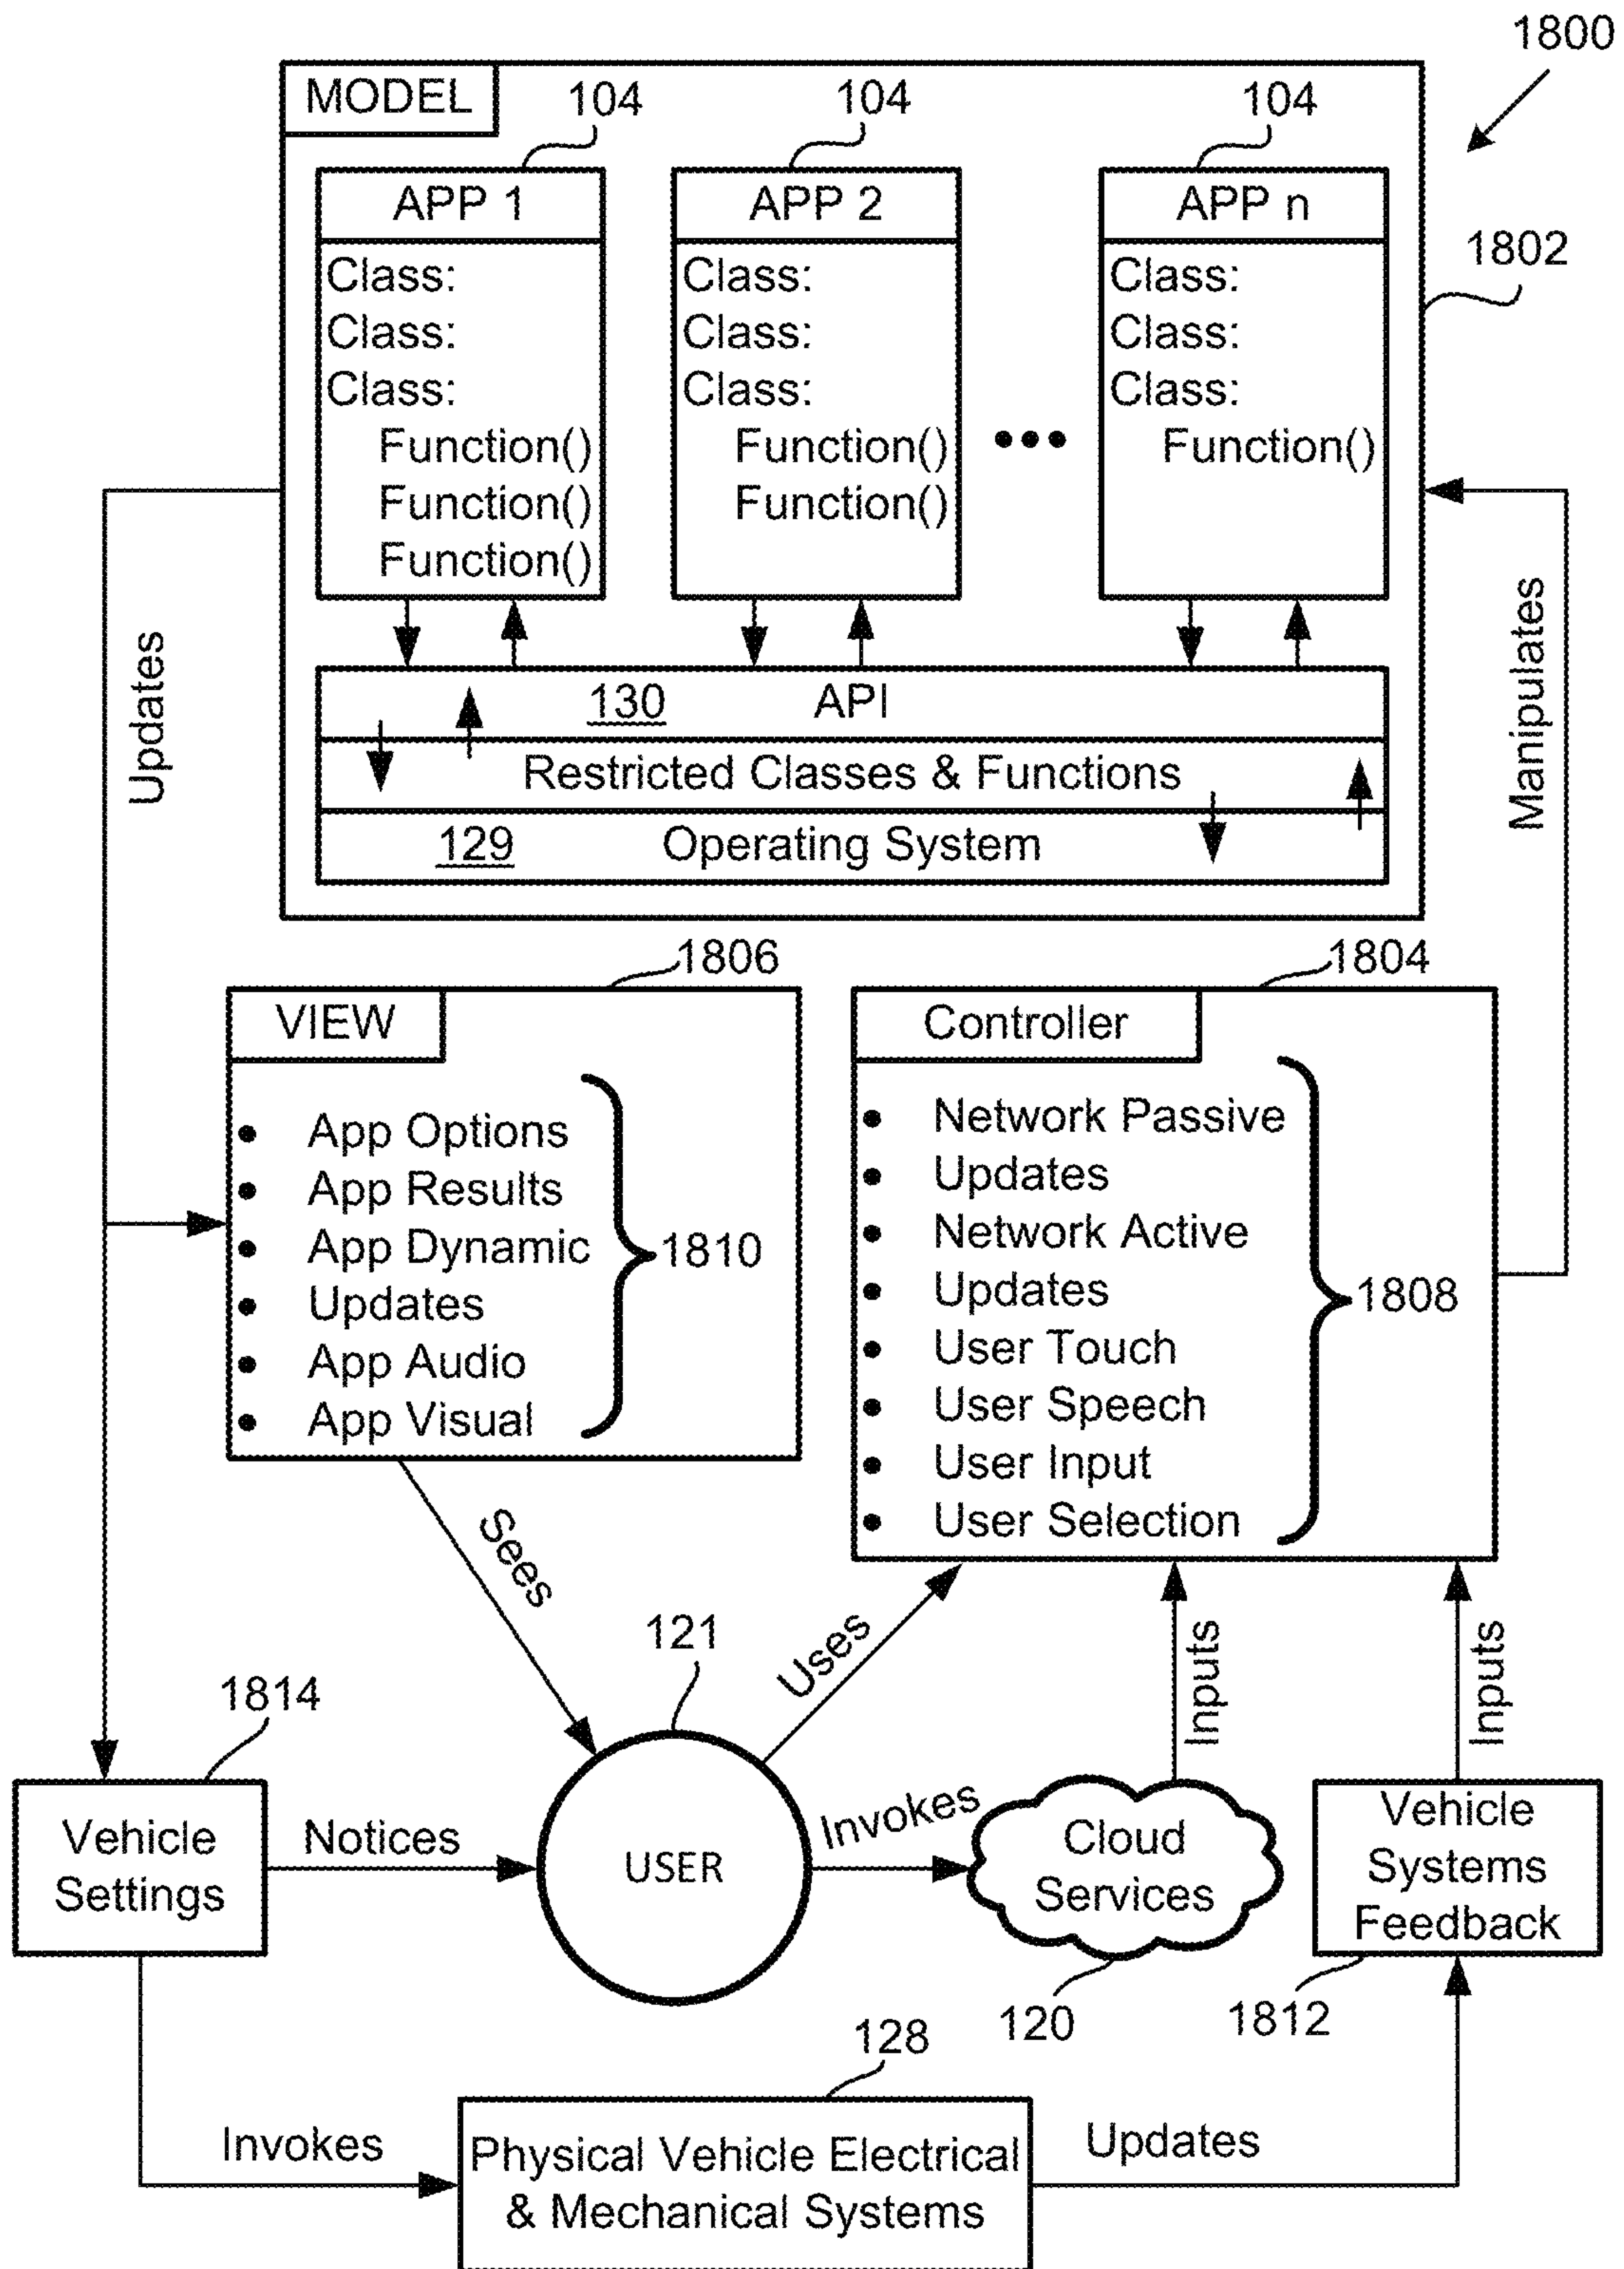 1800
MODEL
104
104
104
APP 1
APP 2
APP n
1802
Class:
Class:
Class:
Function()
Function()
Function()
Class:
Class:
Class:
Function()
Function()
•••
Class:
Class:
Class:
Function()
Updates
Manipulates
130 API
Restricted Classes & Functions
129 Operating System
1806
VIEW
• App Options
• App Results
• App Dynamic
• Updates
• App Audio
• App Visual
1810
1804
Controller
• Network Passive
• Updates
• Network Active
• Updates
• User Touch
• User Speech
• User Input
• User Selection
1808
Sees
121
Uses
Inputs
Inputs
1814
Vehicle
Settings
Notices
USER
Invokes
Cloud
Services
Vehicle
Systems
Feedback
120
1812
128
Invokes
Physical Vehicle Electrical
& Mechanical Systems
Updates